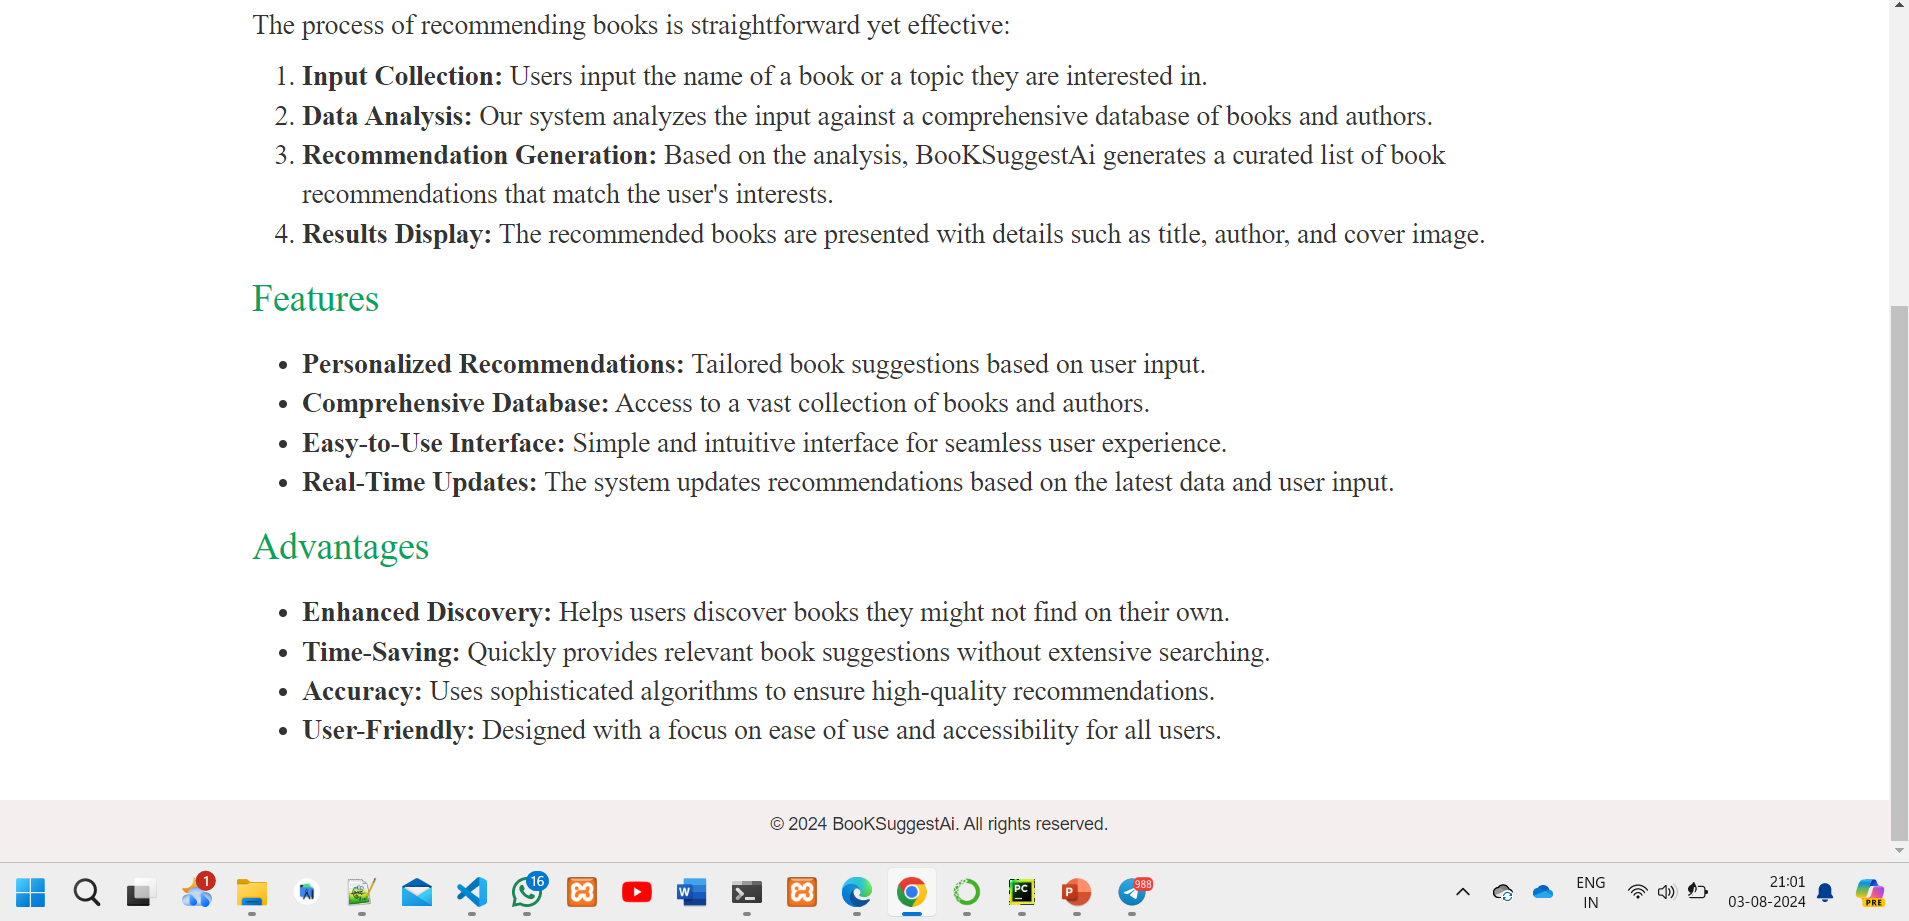 The process of recommending books is straightforward yet effective:
1. Input Collection: Users input the name of a book or a topic they are interested in.
2. Data Analysis: Our system analyzes the input against a comprehensive database of books and authors.
3. Recommendation Generation: Based on the analysis, BooKSuggestAi generates a curated list of book
recommendations that match the user's interests.
4. Results Display: The recommended books are presented with details such as title, author, and cover image.
Features
• Personalized Recommendations: Tailored book suggestions based on user input.
• Comprehensive Database: Access to a vast collection of books and authors.
• Easy-to-Use Interface: Simple and intuitive interface for seamless user experience.
• Real-Time Updates: The system updates recommendations based on the latest data and user input.
Advantages
• Enhanced Discovery: Helps users discover books they might not find on their own.
• Time-Saving: Quickly provides relevant book suggestions without extensive searching.
• Accuracy: Uses sophisticated algorithms to ensure high-quality recommendations.
• User-Friendly: Designed with a focus on ease of use and accessibility for all users.
© 2024 BooKSuggestAi. All rights reserved.
1
AI
16
W
PC
P
988
ENG
IN
21:01
03-08-2024
PRE